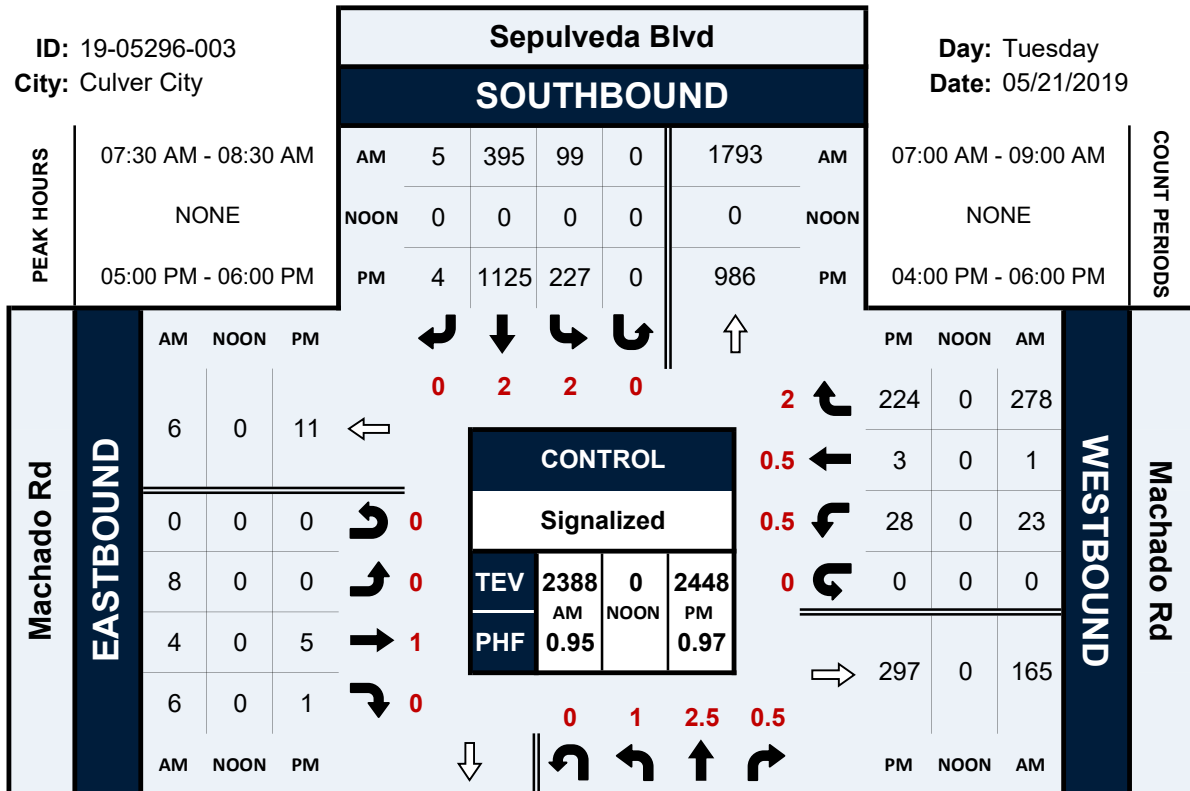 Sepulveda Blvd
ID: 19-05296-003
Day: Tuesday
City: Culver City
Date: 05/21/2019
SOUTHBOUND
PEAK HOURS
07:30 AM - 08:30 AM
AM 5 395 99 0 1793 AM
07:00 AM - 09:00 AM
COUNT PERIODS
NONE
NOON 0 0 0 0 0 NOON
NONE
05:00 PM - 06:00 PM
PM 4 1125 227 0 986 PM
04:00 PM - 06:00 PM
Machado Rd
EASTBOUND
AM NOON PM
6 0 11
0 0 0 0
8 0 0 0
4 0 5 1
6 0 1 0
AM NOON PM
0 2 2 0
CONTROL
Signalized
TEV 2388 0 2448
AM NOON PM
PHF 0.95 0.97
0 1 2.5 0.5
PM NOON AM
2 224 0 278
0.5 3 0 1
0.5 28 0 23
0 0 0 0
297 0 165
PM NOON AM
WESTBOUND
Machado Rd